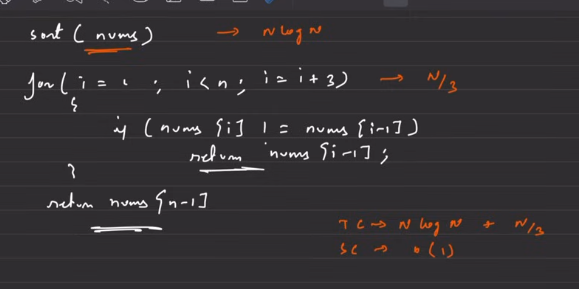 sort ( nums ) → N log N
for( i = 1 ; i < n ; i = i + 3 ) → N/3
{
if ( nums [i] != nums [i-1] )
return nums [i-1] ;
}
return nums [n-1]
TC → N log N + N/3
SC → O(1)